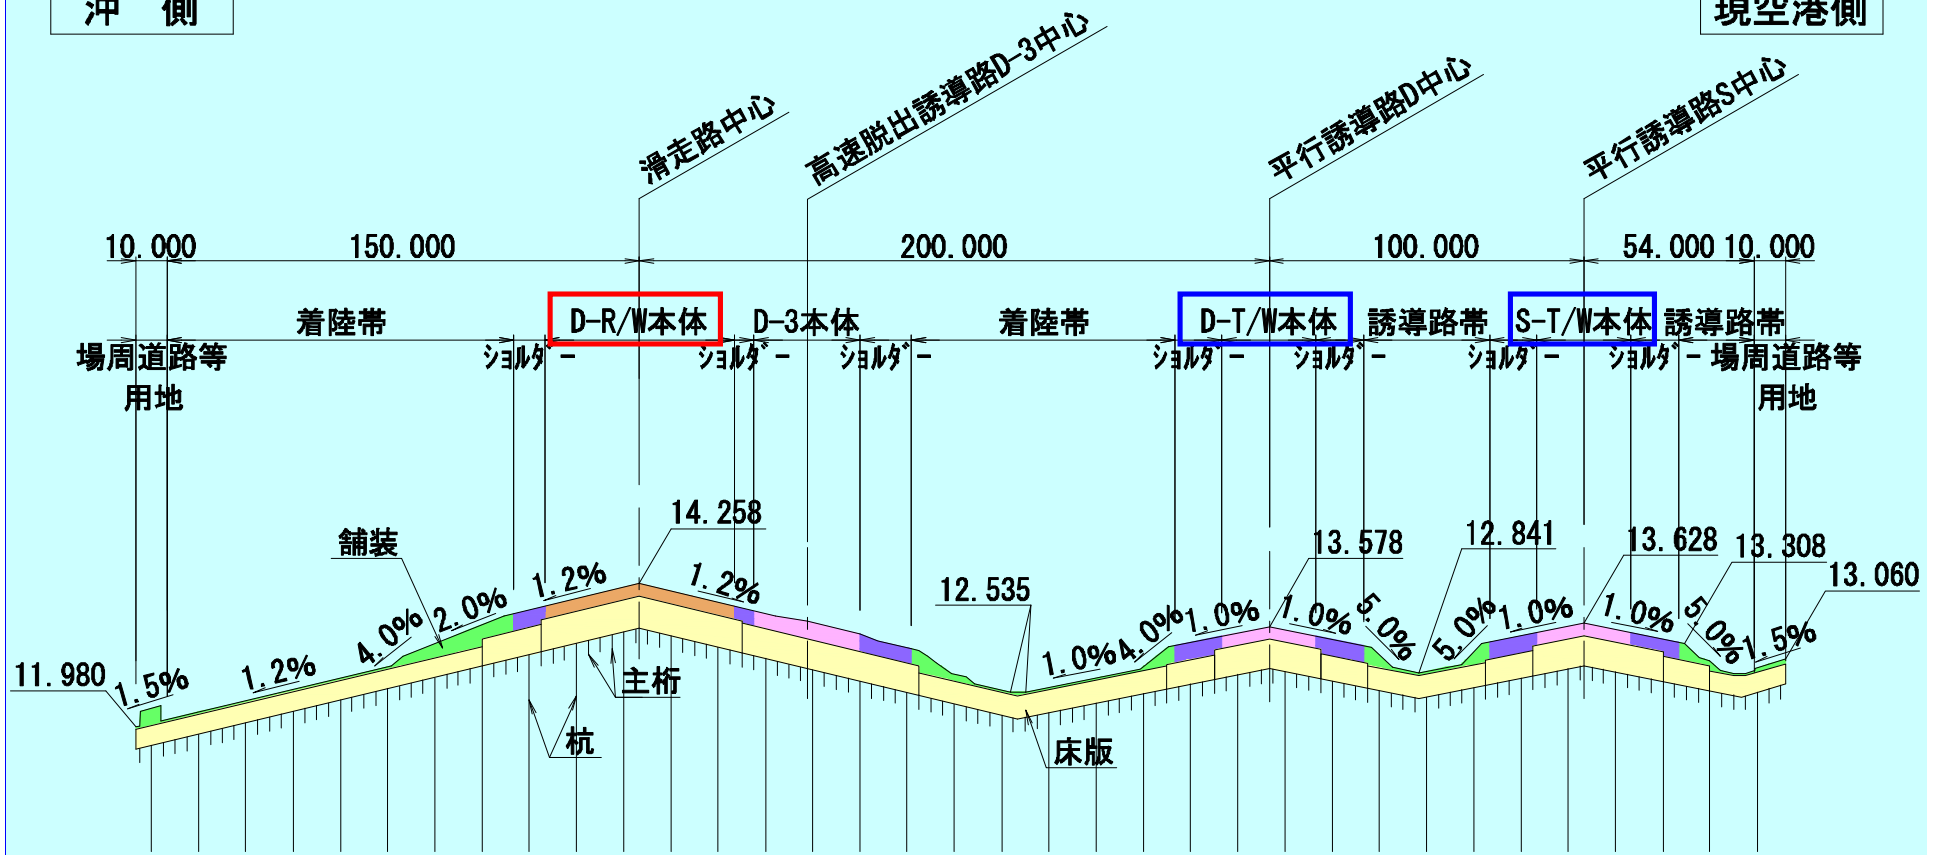 沖 側
現空港側
滑走路中心
高速脱出誘導路D-3中心
平行誘導路D中心
平行誘導路S中心
10.000
150.000
200.000
100.000
54.000
10.000
着陸帯
D-R/W本体
D-3本体
着陸帯
D-T/W本体
誘導路帯
S-T/W本体
誘導路帯
場周道路等
用地
ｼｮﾙﾀﾞｰ
ｼｮﾙﾀﾞｰ
ｼｮﾙﾀﾞｰ
ｼｮﾙﾀﾞｰ
ｼｮﾙﾀﾞｰ
ｼｮﾙﾀﾞｰ
ｼｮﾙﾀﾞｰ
場周道路等
用地
14.258
舗装
13.578
12.841
13.628
13.308
13.060
12.535
11.980
1.5%
1.2%
4.0%
2.0%
1.2%
1.2%
1.0%
4.0%
1.0%
1.0%
5.0%
5.0%
1.0%
1.0%
5.0%
1.5%
主桁
杭
床版